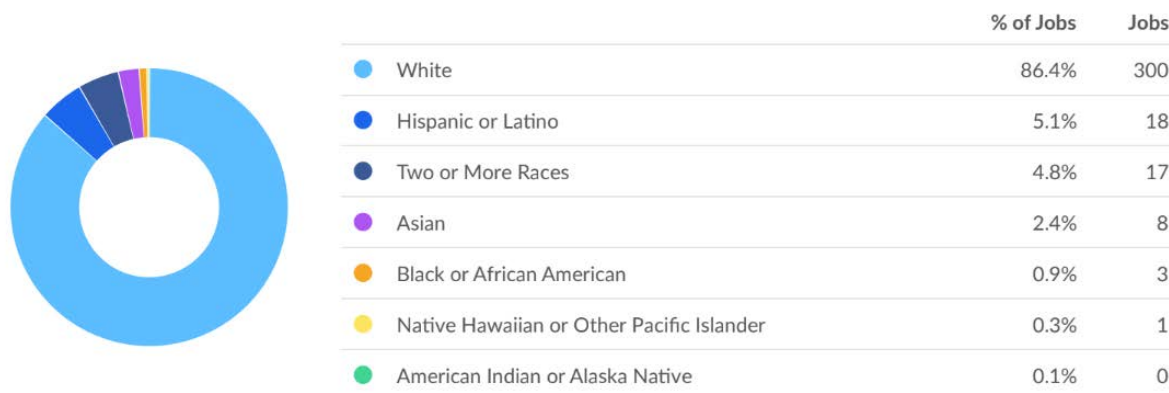 % of Jobs Jobs
White 86.4% 300
Hispanic or Latino 5.1% 18
Two or More Races 4.8% 17
Asian 2.4% 8
Black or African American 0.9% 3
Native Hawaiian or Other Pacific Islander 0.3% 1
American Indian or Alaska Native 0.1% 0